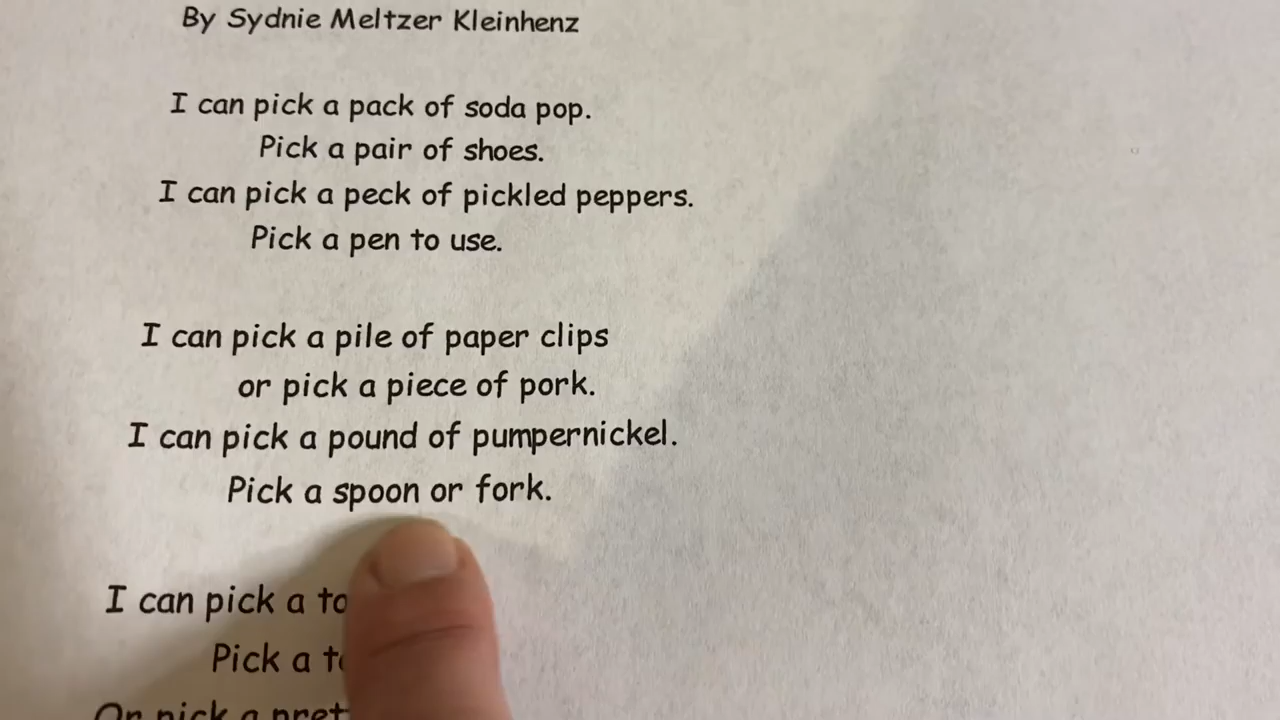 By Sydnie Meltzer Kleinhenz
I can pick a pack of soda pop.
Pick a pair of shoes.
I can pick a peck of pickled peppers.
Pick a pen to use.
I can pick a pile of paper clips
or pick a piece of pork.
I can pick a pound of pumpernickel.
Pick a spoon or fork.
I can pick a
Pick a
Or pick a